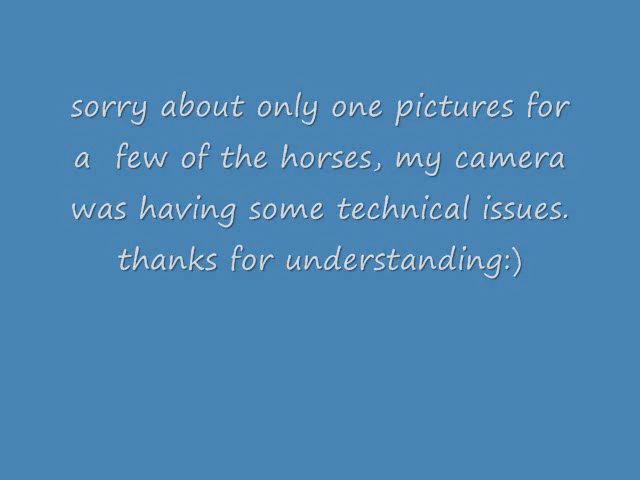 sorry about only one pictures for
a  few of the horses, my camera
was having some technical issues.
thanks for understanding:)